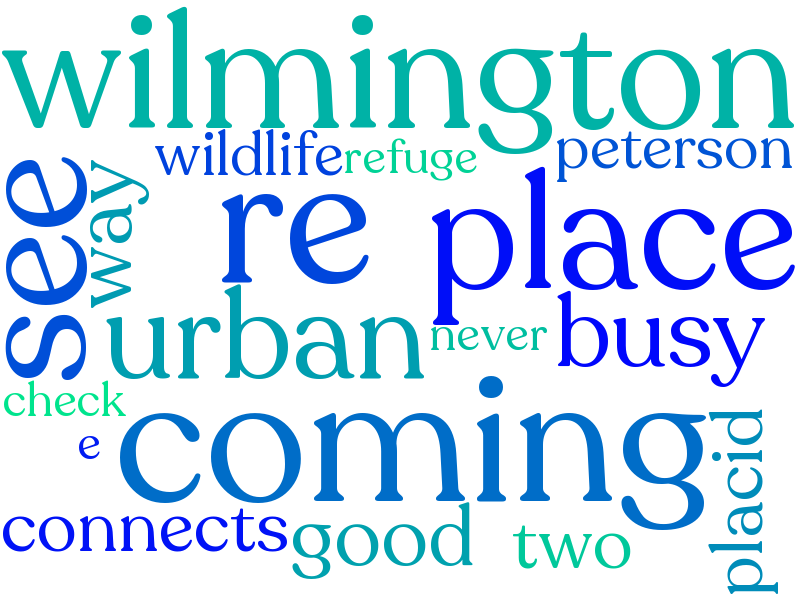 wilmington
wildlife
refuge
peterson
see
way
re
place
urban
never
busy
check
e
coming
placid
connects
good
two